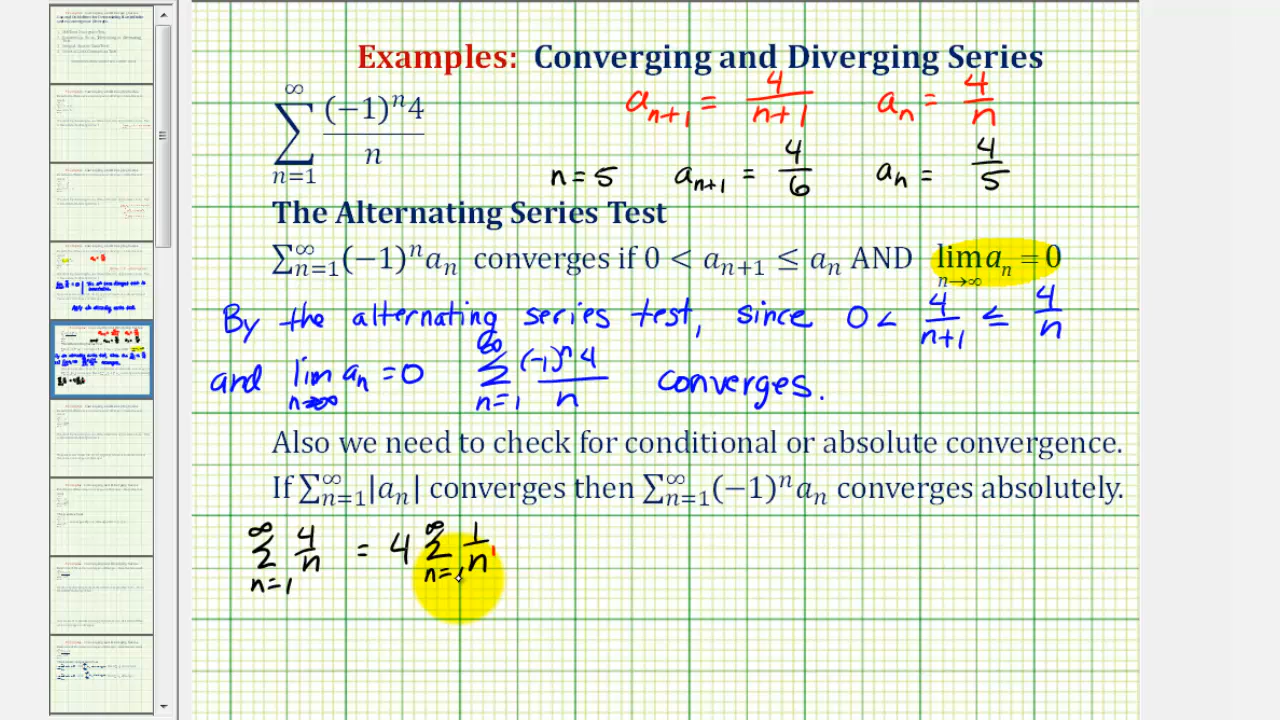 Examples: Converging and Diverging Series
∑_{n=1}^{∞} (−1)^n 4 / n
a_{n+1} = 4/(n+1)    a_n = 4/n
n = 5    a_{n+1} = 4/6    a_n = 4/5
The Alternating Series Test
∑_{n=1}^{∞} (−1)^n a_n converges if 0 < a_{n+1} ≤ a_n AND lim_{n→∞} a_n = 0
By the alternating series test, since 0 < 4/(n+1) ≤ 4/n
and lim_{n→∞} a_n = 0 ∑_{n=1}^{∞} (-1)^n 4 / n converges.
Also we need to check for conditional or absolute convergence.
If ∑_{n=1}^{∞} |a_n| converges then ∑_{n=1}^{∞} (−1)^n a_n converges absolutely.
∑_{n=1}^{∞} 4/n = 4 ∑_{n=1}^{∞} 1/n^1